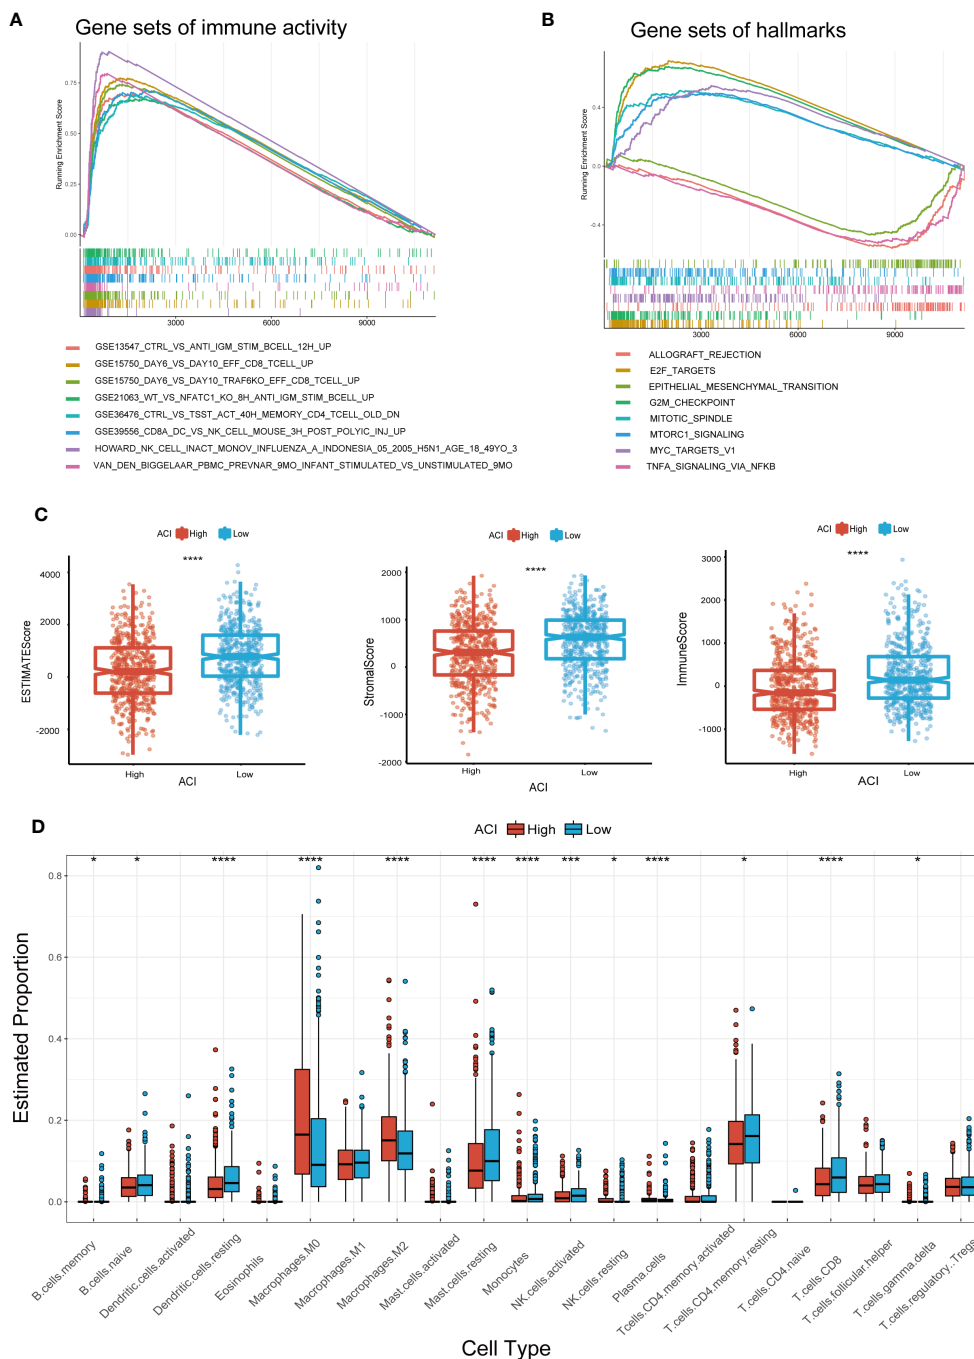 A
Gene sets of immune activity
Running Enrichment Score
0.75
0.50
0.25
0.00
3000
6000
9000
GSE13547_CTRL_VS_ANTI_IGM_STIM_BCELL_12H_UP
GSE15750_DAY6_VS_DAY10_EFF_CD8_TCELL_UP
GSE15750_DAY6_VS_DAY10_TRAF6KO_EFF_CD8_TCELL_UP
GSE21063_WT_VS_NFATC1_KO_8H_ANTI_IGM_STIM_BCELL_UP
GSE36476_CTRL_VS_TSST_ACT_40H_MEMORY_CD4_TCELL_OLD_DN
GSE39556_CD8A_DC_VS_NK_CELL_MOUSE_3H_POST_POLYIC_INJ_UP
HOWARD_NK_CELL_INACT_MONOV_INFLUENZA_A_INDONESIA_05_2005_H5N1_AGE_18_49YO_3
VAN_DEN_BIGGELAAR_PBMC_PREVNAR_9MO_INFANT_STIMULATED_VS_UNSTIMULATED_9MO
B
Gene sets of hallmarks
Running Enrichment Score
0.4
0.0
-0.4
3000
6000
9000
ALLOGRAFT_REJECTION
E2F_TARGETS
EPITHELIAL_MESENCHYMAL_TRANSITION
G2M_CHECKPOINT
MITOTIC_SPINDLE
MTORC1_SIGNALING
MYC_TARGETS_V1
TNFA_SIGNALING_VIA_NFKB
C
ACI High Low
****
ESTIMATEScore
4000
2000
0
-2000
High Low
ACI
ACI High Low
****
StromalScore
2000
1000
0
-1000
-2000
High Low
ACI
ACI High Low
****
ImmuneScore
3000
2000
1000
0
-1000
High Low
ACI
D
ACI High Low
* * **** **** **** **** **** *** * **** * **** *
Estimated Proportion
0.8
0.6
0.4
0.2
0.0
B.cells.memory
B.cells.naive
Dendritic.cells.activated
Dendritic.cells.resting
Eosinophils
Macrophages.M0
Macrophages.M1
Macrophages.M2
Mast.cells.activated
Mast.cells.resting
Monocytes
NK.cells.activated
NK.cells.resting
Plasma.cells
Tcells.CD4.memory.activated
T.cells.CD4.memory.resting
T.cells.CD4.naive
T.cells.CD8
T.cells.follicular.helper
T.cells.gamma.delta
T.cells.regulatory..Tregs
Cell Type